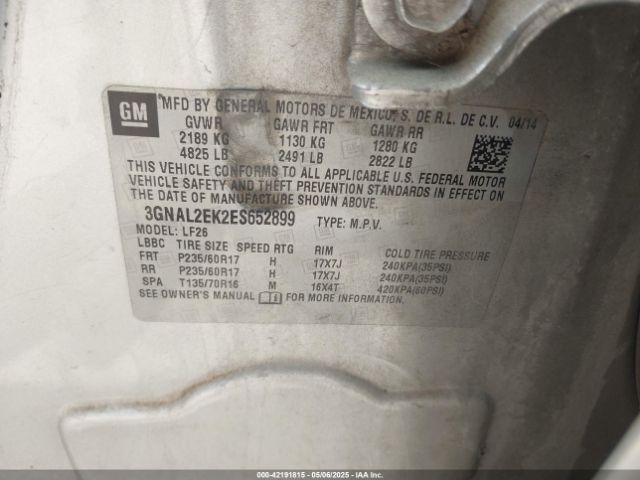 GM
MFD BY GENERAL MOTORS DE MEXICO, S. DE R.L. DE C.V. 04/14
GVWR GAWR FRT GAWR RR
2189 KG 1130 KG 1280 KG
4825 LB 2491 LB 2822 LB
THIS VEHICLE CONFORMS TO ALL APPLICABLE U.S. FEDERAL MOTOR
VEHICLE SAFETY AND THEFT PREVENTION STANDARDS IN EFFECT ON
THE DATE OF MANUFACTURE SHOWN ABOVE.
3GNAL2EK2ES652899 TYPE: M.P.V.
MODEL: LF26
LBBC TIRE SIZE SPEED RTG RIM COLD TIRE PRESSURE
FRT P235/60R17 H 17X7J 240KPA(35PSI)
RR P235/60R17 H 17X7J 240KPA(35PSI)
SPA T135/70R16 M 16X4T 420KPA(60PSI)
SEE OWNER'S MANUAL FOR MORE INFORMATION.
000-42191815 - 05/06/2025 - IAAI.com